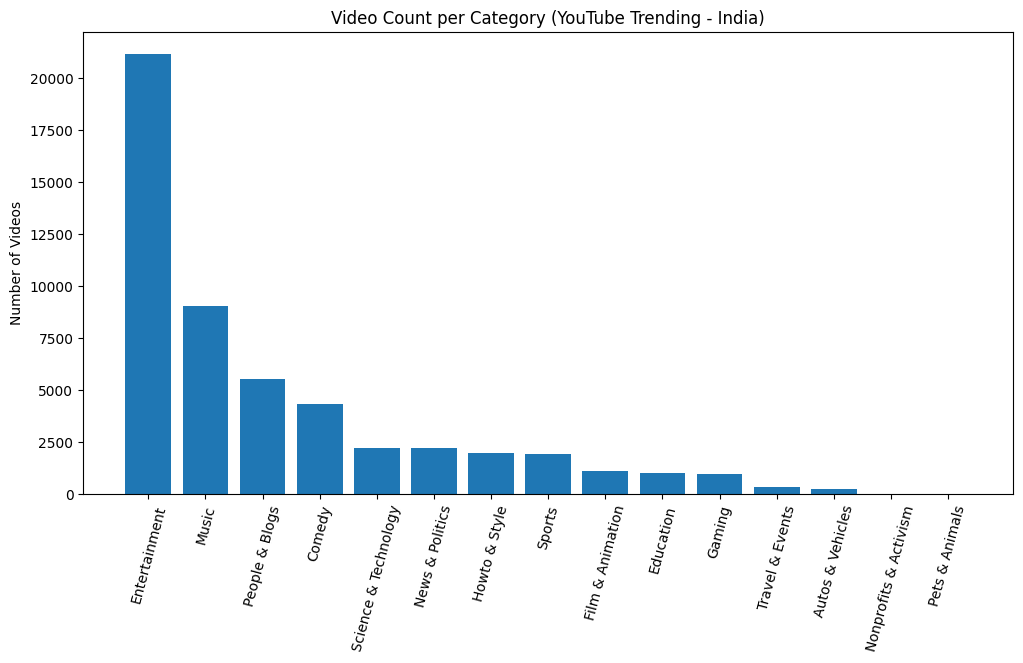 Video Count per Category (YouTube Trending - India)
Number of Videos
20000
17500
15000
12500
10000
7500
5000
2500
0
Entertainment
Music
People & Blogs
Comedy
Science & Technology
News & Politics
Howto & Style
Sports
Film & Animation
Education
Gaming
Travel & Events
Autos & Vehicles
Nonprofits & Activism
Pets & Animals